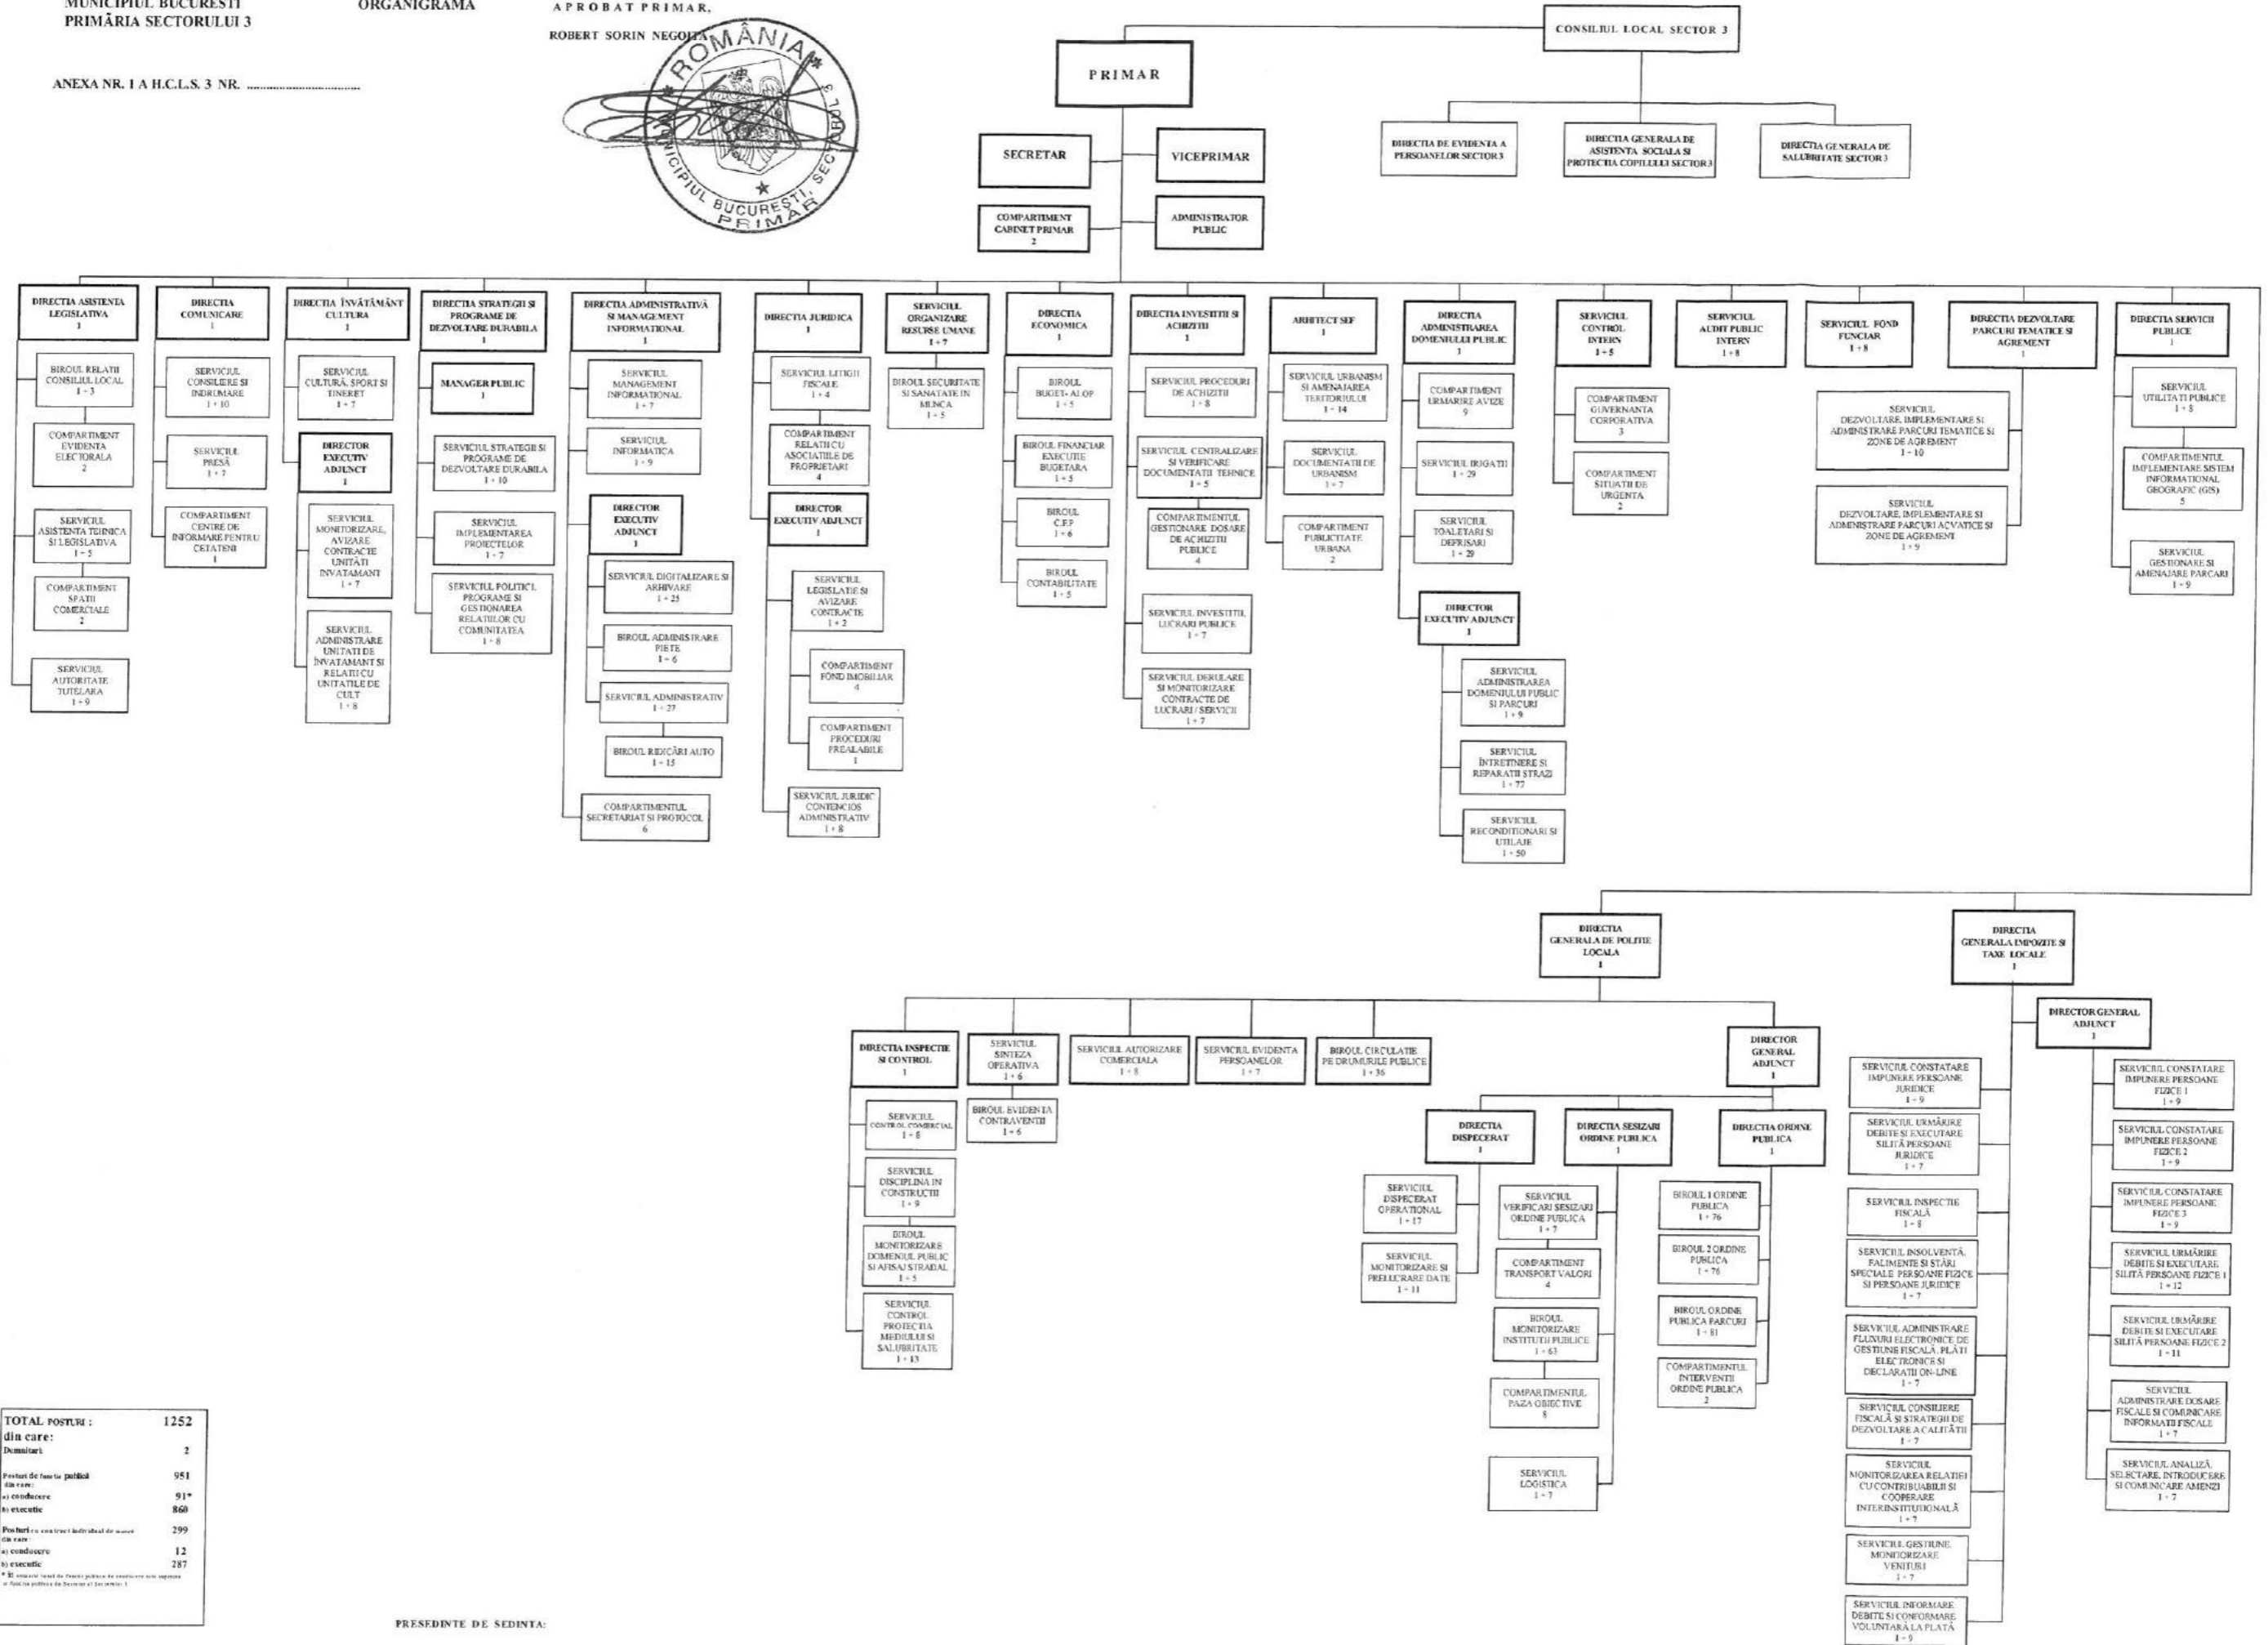 MUNICIPIUL BUCURESTI
PRIMĂRIA SECTORULUI 3
ORGANIGRAMA
APROBAT PRIMAR,
ROBERT SORIN NEGOITA
ROMÂNIA
MUNICIPIUL BUCUREȘTI, SECTORUL 3
PRIMAR
ANEXA NR. 1 A H.C.L.S. 3 NR. ....................................
CONSILIUL LOCAL SECTOR 3
PRIMAR
DIRECTIA DE EVIDENTA A
PERSOANELOR SECTOR 3
DIRECTIA GENERALA DE
ASISTENTA SOCIALA SI
PROTECTIA COPILULUI SECTOR 3
DIRECTIA GENERALA DE
SALUBRITATE SECTOR 3
SECRETAR
VICEPRIMAR
COMPARTIMENT
CABINET PRIMAR
2
ADMINISTRATOR
PUBLIC
DIRECTIA ASISTENTA
LEGISLATIVA
1
BIROUL RELATII
CONSILIUL LOCAL
1 + 3
COMPARTIMENT
EVIDENTA
ELECTORALA
2
SERVICIUL
ASISTENTA TEHNICA
SI LEGISLATIVA
1 + 5
COMPARTIMENT
SPATII
COMERCIALE
2
SERVICIUL
AUTORITATE
TUTELARA
1 + 9
DIRECTIA
COMUNICARE
1
SERVICIUL
CONSILIERE SI
INDRUMARE
1 + 10
SERVICIUL
PRESĂ
1 + 7
COMPARTIMENT
CENTRE DE
INFORMARE PENTRU
CETATENI
1
DIRECTIA ÎNVĂTĂMÂNT
CULTURA
1
SERVICIUL
CULTURĂ, SPORT SI
TINERET
1 + 7
DIRECTOR
EXECUTIV
ADJUNCT
1
SERVICIUL
MONITORIZARE,
AVIZARE
CONTRACTE
UNITĂTI
INVATAMANT
1 + 7
SERVICIUL
ADMINISTRARE
UNITATI DE
ÎNVATAMANT SI
RELATII CU
UNITATILE DE
CULT
1 + 8
DIRECTIA STRATEGII SI
PROGRAME DE
DEZVOLTARE DURABILA
1
MANAGER PUBLIC
1
SERVICIUL STRATEGII SI
PROGRAME DE
DEZVOLTARE DURABILA
1 + 10
SERVICIUL
IMPLEMENTAREA
PROIECTELOR
1 + 7
SERVICIUL POLITICI,
PROGRAME SI
GESTIONAREA
RELATIILOR CU
COMUNITATEA
1 + 8
DIRECTIA ADMINISTRATIVĂ
SI MANAGEMENT
INFORMATIONAL
1
SERVICIUL
MANAGEMENT
INFORMATIONAL
1 + 7
SERVICIUL
INFORMATICA
1 + 9
DIRECTOR
EXECUTIV
ADJUNCT
1
SERVICIUL DIGITALIZARE SI
ARHIVARE
1 + 25
BIROUL ADMINISTRARE
PIETE
1 + 6
SERVICIUL ADMINISTRATIV
1 + 27
BIROUL RIDICĂRI AUTO
1 + 15
COMPARTIMENTUL
SECRETARIAT SI PROTOCOL
6
DIRECTIA JURIDICA
1
SERVICIUL LITIGII
FISCALE
1 + 4
COMPARTIMENT
RELATII CU
ASOCIATIILE DE
PROPRIETARI
4
DIRECTOR
EXECUTIV ADJUNCT
1
SERVICIUL
LEGISLATIE SI
AVIZARE
CONTRACTE
1 + 2
COMPARTIMENT
FOND IMOBILIAR
4
COMPARTIMENT
PROCEDURI
PREALABILE
1
SERVICIUL JURIDIC
CONTENCIOS
ADMINISTRATIV
1 + 8
SERVICIUL
ORGANIZARE
RESURSE UMANE
1 + 7
BIROUL SECURITATE
SI SANATATE IN
MUNCA
1 + 5
DIRECTIA
ECONOMICA
1
BIROUL
BUGET- ALOP
1 + 5
BIROUL FINANCIAR
EXECUTIE
BUGETARA
1 + 5
BIROUL
C.F.P
1 + 6
BIROUL
CONTABILITATE
1 + 5
DIRECTIA INVESTITII SI
ACHIZITII
1
SERVICIUL PROCEDURI
DE ACHIZITII
1 + 8
SERVICIUL CENTRALIZARE
SI VERIFICARE
DOCUMENTATII TEHNICE
1 + 5
COMPARTIMENTUL
GESTIONARE DOSARE
DE ACHIZITII
PUBLICE
4
SERVICIUL INVESTITII,
LUCRARI PUBLICE
1 + 7
SERVICIUL DERULARE
SI MONITORIZARE
CONTRACTE DE
LUCRARI / SERVICII
1 + 7
ARHITECT SEF
1
SERVICIUL URBANISM
SI AMENAJAREA
TERITORIULUI
1 + 14
SERVICIUL
DOCUMENTATII DE
URBANISM
1 + 7
COMPARTIMENT
PUBLICITATE
URBANA
2
DIRECTIA
ADMINISTRAREA
DOMENIULUI PUBLIC
1
COMPARTIMENT
URMARIRE AVIZE
9
SERVICIUL IRIGATII
1 + 29
SERVICIUL
TOALETARI SI
DEFRISARI
1 + 29
DIRECTOR
EXECUTIV ADJUNCT
1
SERVICIUL
ADMINISTRAREA
DOMENIULUI PUBLIC
SI PARCURI
1 + 9
SERVICIUL
ÎNTRETINERE SI
REPARATII STRAZI
1 + 77
SERVICIUL
RECONDITIONARI SI
UTILAJE
1 + 50
SERVICIUL
CONTROL
INTERN
1 + 5
COMPARTIMENT
GUVERNANTA
CORPORATIVA
3
COMPARTIMENT
SITUATII DE
URGENTA
2
SERVICIUL
AUDIT PUBLIC
INTERN
1 + 8
SERVICIUL FOND
FUNCIAR
1 + 8
DIRECTIA DEZVOLTARE
PARCURI TEMATICE SI
AGREMENT
1
SERVICIUL
DEZVOLTARE, IMPLEMENTARE SI
ADMINISTRARE PARCURI TEMATICE SI
ZONE DE AGREMENT
1 + 10
SERVICIUL
DEZVOLTARE, IMPLEMENTARE SI
ADMINISTRARE PARCURI ACVATICE SI
ZONE DE AGREMENT
1 + 9
DIRECTIA SERVICII
PUBLICE
1
SERVICIUL
UTILITATI PUBLICE
1 + 8
COMPARTIMENTUL
IMPLEMENTARE SISTEM
INFORMATIONAL
GEOGRAFIC (GIS)
5
SERVICIUL
GESTIONARE SI
AMENAJARE PARCARI
1 + 9
DIRECTIA
GENERALA DE POLITIE
LOCALA
1
DIRECTIA
GENERALA IMPOZITE SI
TAXE LOCALE
1
DIRECTIA INSPECTIE
SI CONTROL
1
SERVICIUL
CONTROL COMERCIAL
1 + 8
SERVICIUL
DISCIPLINA IN
CONSTRUCTII
1 + 9
BIROUL
MONITORIZARE
DOMENIUL PUBLIC
SI AFISAJ STRADAL
1 + 5
SERVICIUL
CONTROL
PROTECTIA
MEDIULUI SI
SALUBRITATE
1 + 13
SERVICIUL
SINTEZA
OPERATIVA
1 + 6
BIROUL EVIDENTA
CONTRAVENTII
1 + 6
SERVICIUL AUTORIZARE
COMERCIALA
1 + 8
SERVICIUL EVIDENTA
PERSOANELOR
1 + 7
BIROUL CIRCULATIE
PE DRUMURILE PUBLICE
1 + 36
DIRECTOR
GENERAL
ADJUNCT
1
DIRECTIA
DISPECERAT
1
SERVICIUL
DISPECERAT
OPERATIONAL
1 + 17
SERVICIUL
MONITORIZARE SI
PRELUCRARE DATE
1 + 11
DIRECTIA SESIZARI
ORDINE PUBLICA
1
SERVICIUL
VERIFICARI SESIZARI
ORDINE PUBLICA
1 + 7
COMPARTIMENT
TRANSPORT VALORI
4
BIROUL
MONITORIZARE
INSTITUTII PUBLICE
1 + 63
COMPARTIMENTUL
PAZA OBIECTIVE
8
SERVICIUL
LOGISTICA
1 + 7
DIRECTIA ORDINE
PUBLICA
1
BIROUL 1 ORDINE
PUBLICA
1 + 76
BIROUL 2 ORDINE
PUBLICA
1 + 76
BIROUL ORDINE
PUBLICA PARCURI
1 + 81
COMPARTIMENTUL
INTERVENTII
ORDINE PUBLICA
2
DIRECTOR GENERAL
ADJUNCT
1
SERVICIUL CONSTATARE
IMPUNERE PERSOANE
JURIDICE
1 + 9
SERVICIUL URMĂRIRE
DEBITE SI EXECUTARE
SILITĂ PERSOANE
JURIDICE
1 + 7
SERVICIUL INSPECTIE
FISCALĂ
1 + 8
SERVICIUL INSOLVENTĂ,
FALIMENTE SI STĂRI
SPECIALE PERSOANE FIZICE
SI PERSOANE JURIDICE
1 + 7
SERVICIUL ADMINISTRARE
FLUXURI ELECTRONICE DE
GESTIUNE FISCALĂ, PLĂTI
ELECTRONICE SI
DECLARATII ON-LINE
1 + 7
SERVICIUL CONSILIERE
FISCALĂ SI STRATEGII DE
DEZVOLTARE A CALITĂTII
1 + 7
SERVICIUL
MONITORIZAREA RELATIEI
CU CONTRIBUABILII SI
COOPERARE
INTERINSTITUTIONALĂ
1 + 7
SERVICIUL GESTIUNE,
MONITORIZARE
VENITURI
1 + 7
SERVICIUL INFORMARE
DEBITE SI CONFORMARE
VOLUNTARĂ LA PLATĂ
1 + 9
SERVICIUL CONSTATARE
IMPUNERE PERSOANE
FIZICE 1
1 + 9
SERVICIUL CONSTATARE
IMPUNERE PERSOANE
FIZICE 2
1 + 9
SERVICIUL CONSTATARE
IMPUNERE PERSOANE
FIZICE 3
1 + 9
SERVICIUL URMĂRIRE
DEBITE SI EXECUTARE
SILITĂ PERSOANE FIZICE 1
1 + 12
SERVICIUL URMĂRIRE
DEBITE SI EXECUTARE
SILITĂ PERSOANE FIZICE 2
1 + 11
SERVICIUL
ADMINISTRARE DOSARE
FISCALE SI COMUNICARE
INFORMATII FISCALE
1 + 7
SERVICIUL ANALIZĂ,
SELECTARE, INTRODUCERE
SI COMUNICARE AMENZI
1 + 7
TOTAL POSTURI : 1252
din care:
Demnitari: 2
Posturi de functie publică 951
din care:
a) conducere 91*
b) executie 860
Posturi cu contract individual de munca 299
din care:
a) conducere 12
b) executie 287
PRESEDINTE DE SEDINTA: